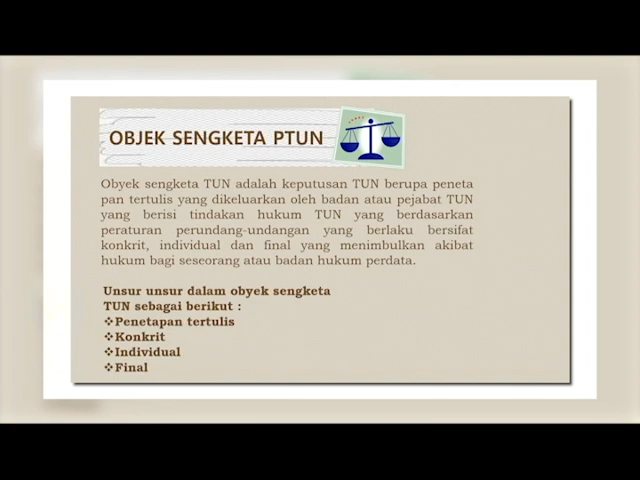 OBJEK SENGKETA PTUN
Obyek sengketa TUN adalah keputusan TUN berupa peneta
pan tertulis yang dikeluarkan oleh badan atau pejabat TUN
yang berisi tindakan hukum TUN yang berdasarkan
peraturan perundang-undangan yang berlaku bersifat
konkrit, individual dan final yang menimbulkan akibat
hukum bagi seseorang atau badan hukum perdata.
Unsur unsur dalam obyek sengketa
TUN sebagai berikut :
❖Penetapan tertulis
❖Konkrit
❖Individual
❖Final